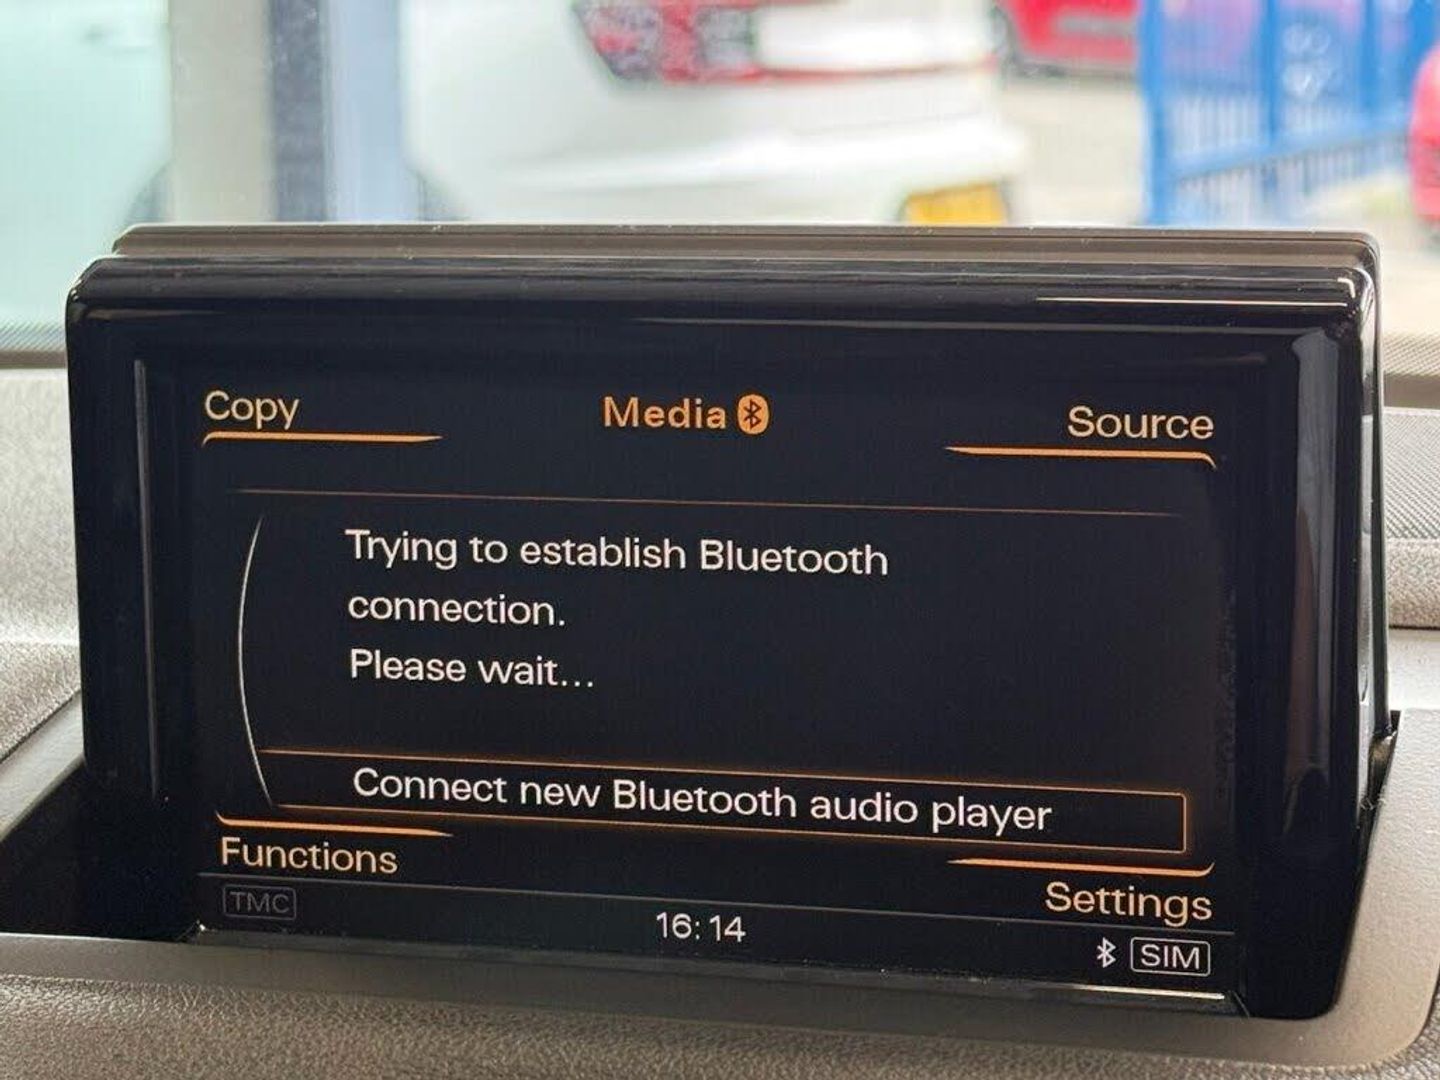 Copy
Media
Source
Trying to establish Bluetooth
connection.
Please wait...
Connect new Bluetooth audio player
Functions
Settings
TMC
16:14
SIM